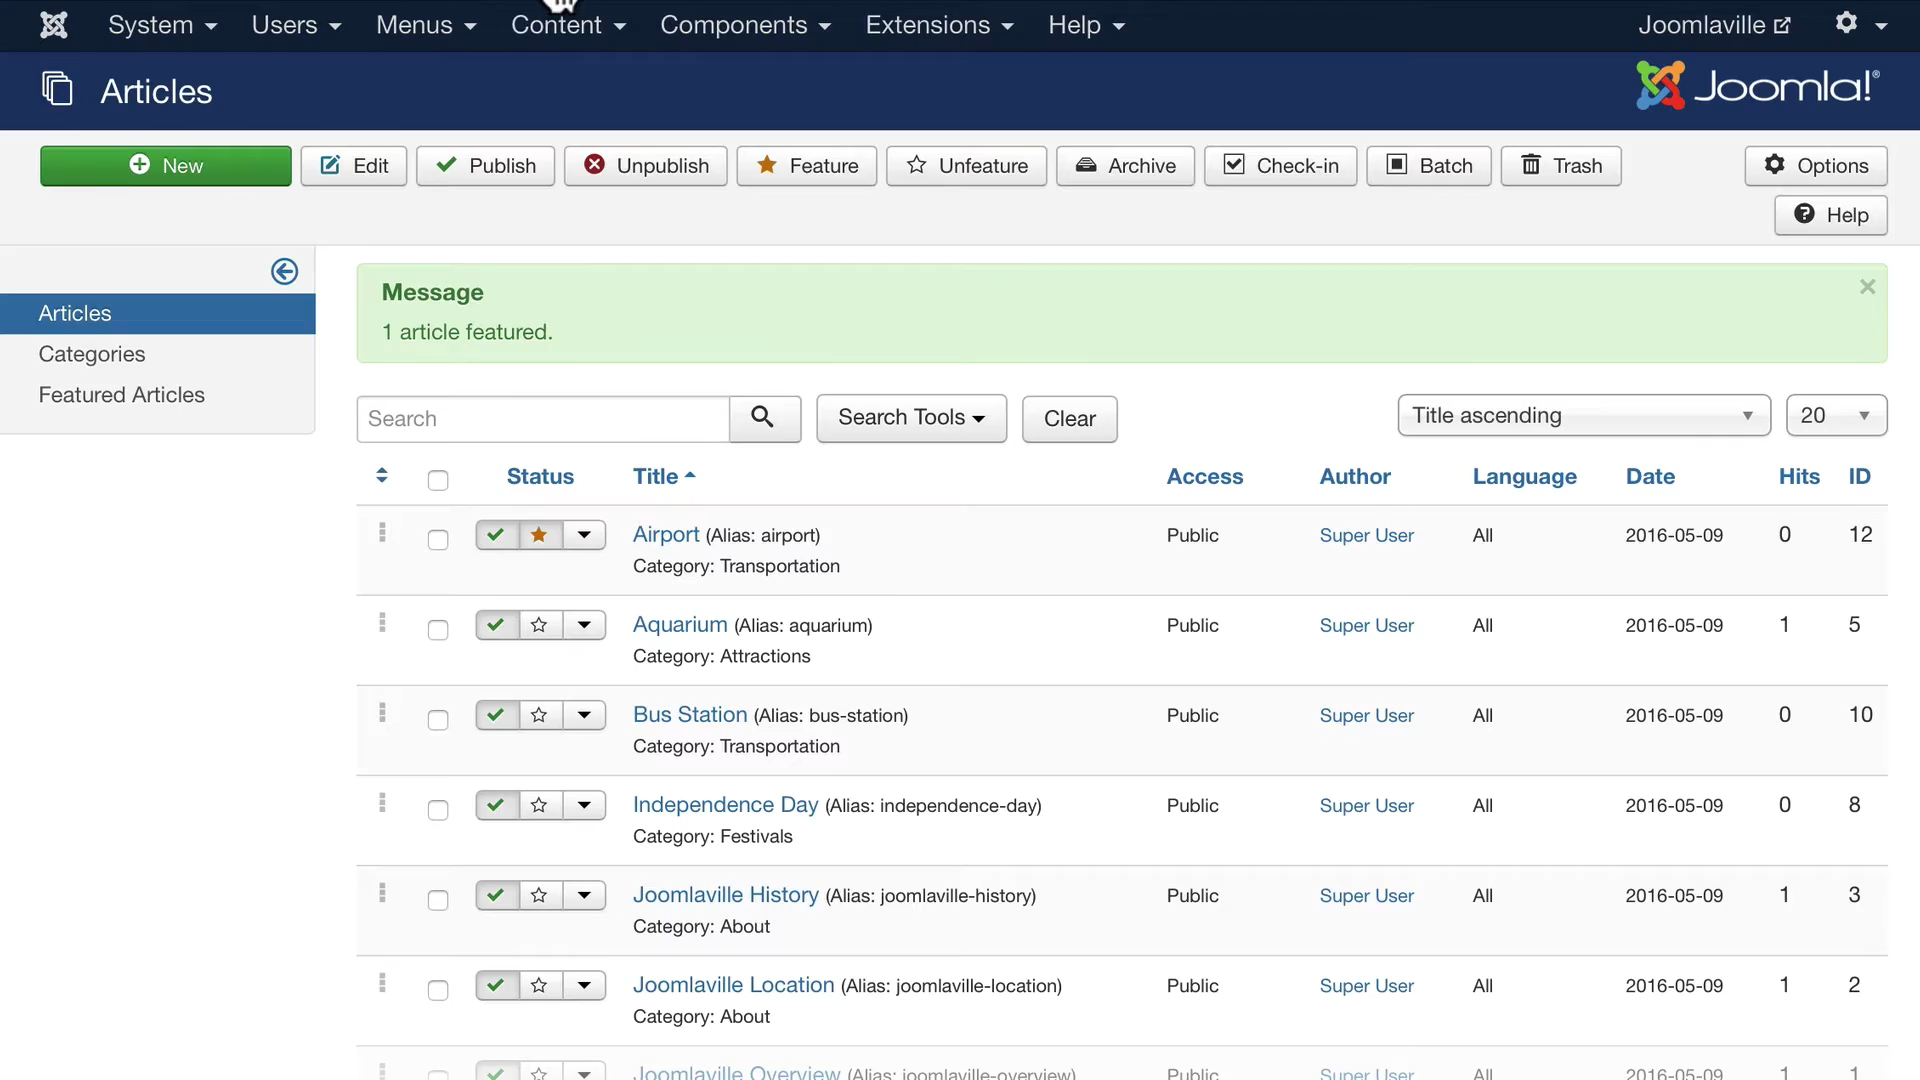 System Users Menus Content Components Extensions Help Joomlaville
Articles Joomla!®
New Edit Publish Unpublish Feature Unfeature Archive Check-in Batch Trash Options
Help
Message
1 article featured.
Articles
Categories
Featured Articles
Search Search Tools Clear Title ascending 20
Status Title Access Author Language Date Hits ID
Airport (Alias: airport) Public Super User All 2016-05-09 0 12
Category: Transportation
Aquarium (Alias: aquarium) Public Super User All 2016-05-09 1 5
Category: Attractions
Bus Station (Alias: bus-station) Public Super User All 2016-05-09 0 10
Category: Transportation
Independence Day (Alias: independence-day) Public Super User All 2016-05-09 0 8
Category: Festivals
Joomlaville History (Alias: joomlaville-history) Public Super User All 2016-05-09 1 3
Category: About
Joomlaville Location (Alias: joomlaville-location) Public Super User All 2016-05-09 1 2
Category: About
Joomlaville Overview (Alias: joomlaville-overview) Public Super User All 2016-05-09 1 1